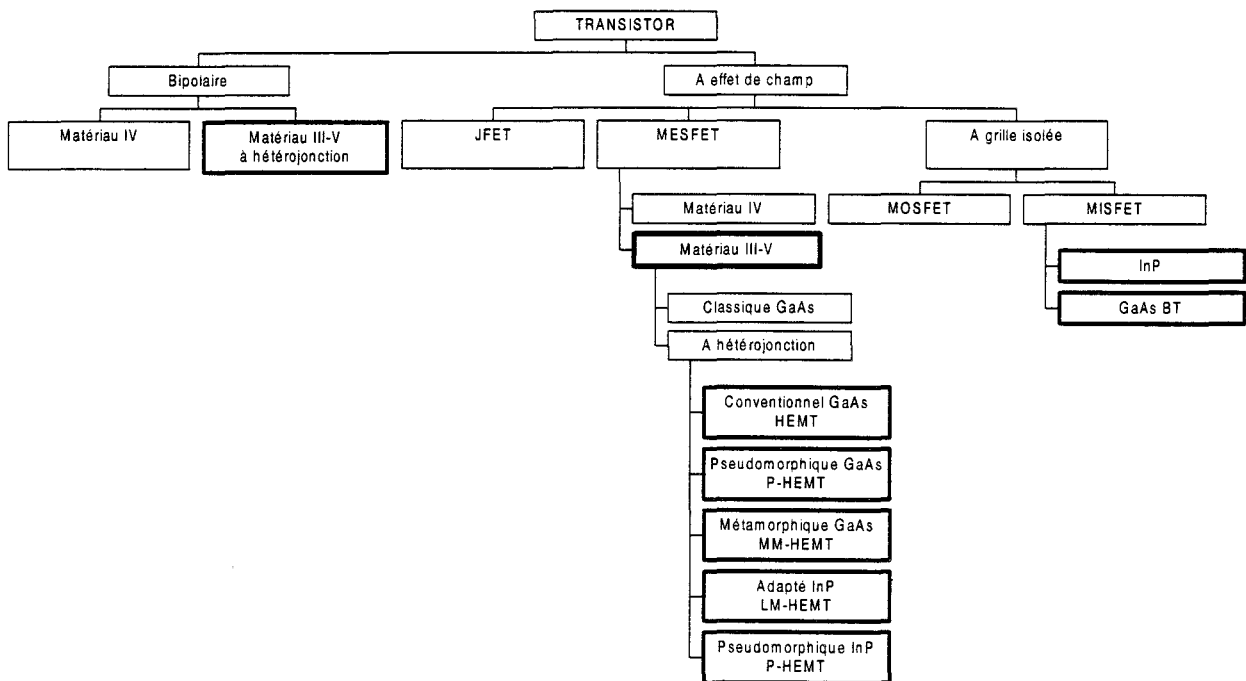 TRANSISTOR
Bipolaire
A effet de champ
Matériau IV
Matériau III-V
à hétérojonction
JFET
MESFET
A grille isolée
Matériau IV
MOSFET
MISFET
Matériau III-V
InP
GaAs BT
Classique GaAs
A hétérojonction
Conventionnel GaAs
HEMT
Pseudomorphique GaAs
P-HEMT
Métamorphique GaAs
MM-HEMT
Adapté InP
LM-HEMT
Pseudomorphique InP
P-HEMT